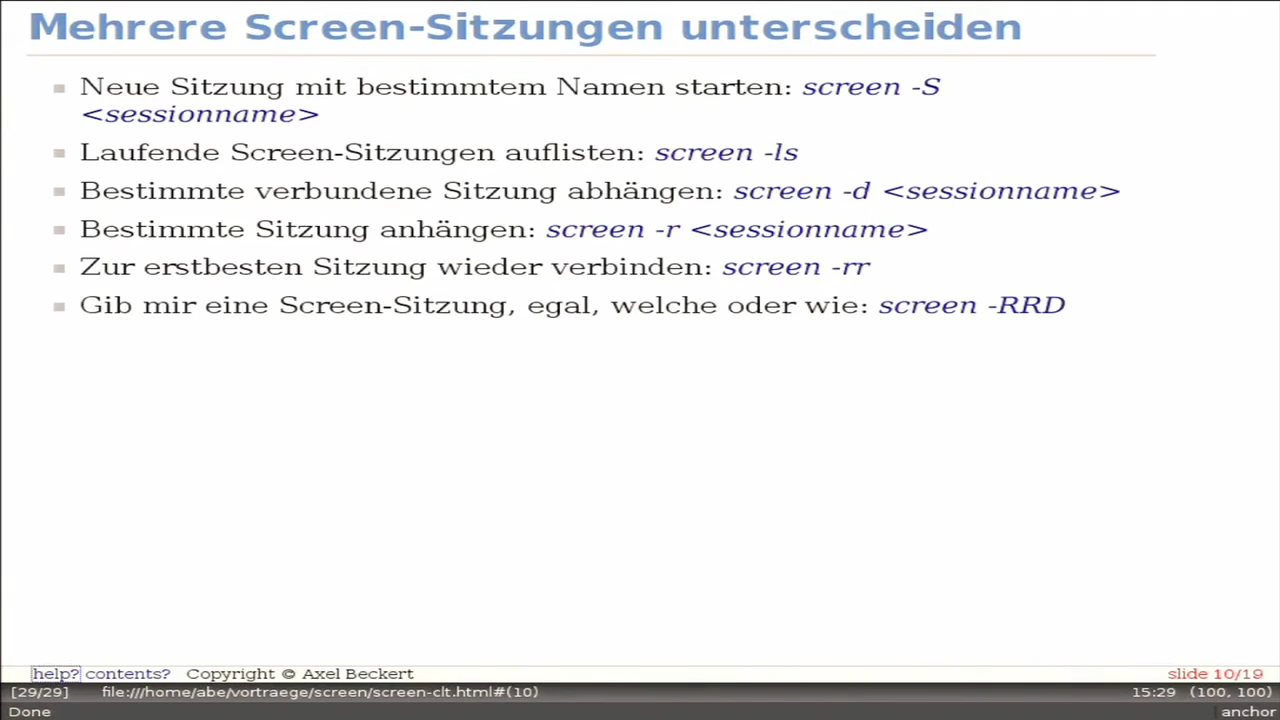 Mehrere Screen-Sitzungen unterscheiden
Neue Sitzung mit bestimmtem Namen starten: screen -S
<sessionname>
Laufende Screen-Sitzungen auflisten: screen -ls
Bestimmte verbundene Sitzung abhängen: screen -d <sessionname>
Bestimmte Sitzung anhängen: screen -r <sessionname>
Zur erstbesten Sitzung wieder verbinden: screen -rr
Gib mir eine Screen-Sitzung, egal, welche oder wie: screen -RRD
help? contents? Copyright © Axel Beckert slide 10/19
[29/29] file:///home/abe/vortraege/screen/screen-clt.html#(10) 15:29 (100, 100)
Done anchor